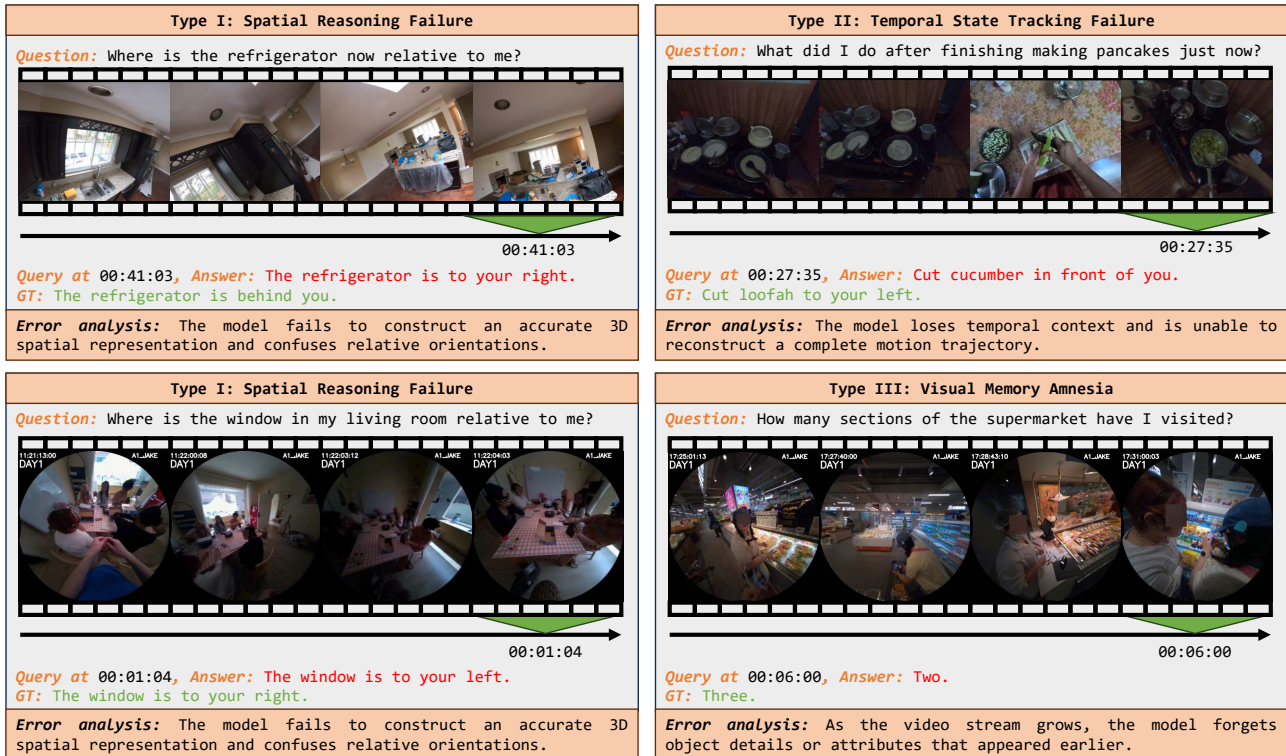 Type I: Spatial Reasoning Failure
Question: Where is the refrigerator now relative to me?
00:41:03
Query at 00:41:03, Answer: The refrigerator is to your right.
GT: The refrigerator is behind you.
Error analysis: The model fails to construct an accurate 3D
spatial representation and confuses relative orientations.
Type II: Temporal State Tracking Failure
Question: What did I do after finishing making pancakes just now?
00:27:35
Query at 00:27:35, Answer: Cut cucumber in front of you.
GT: Cut loofah to your left.
Error analysis: The model loses temporal context and is unable to
reconstruct a complete motion trajectory.
Type I: Spatial Reasoning Failure
Question: Where is the window in my living room relative to me?
11:21:13:00 A1_JAKE
DAY1
11:22:00:08 A1_JAKE
DAY1
11:22:03:12 A1_JAKE
DAY1
11:22:04:03 A1_JAKE
DAY1
00:01:04
Query at 00:01:04, Answer: The window is to your left.
GT: The window is to your right.
Error analysis: The model fails to construct an accurate 3D
spatial representation and confuses relative orientations.
Type III: Visual Memory Amnesia
Question: How many sections of the supermarket have I visited?
17:25:01:13 A1_JAKE
DAY1
17:27:40:00 A1_JAKE
DAY1
17:28:43:10 A1_JAKE
DAY1
17:31:00:03 A1_JAKE
DAY1
00:06:00
Query at 00:06:00, Answer: Two.
GT: Three.
Error analysis: As the video stream grows, the model forgets
object details or attributes that appeared earlier.